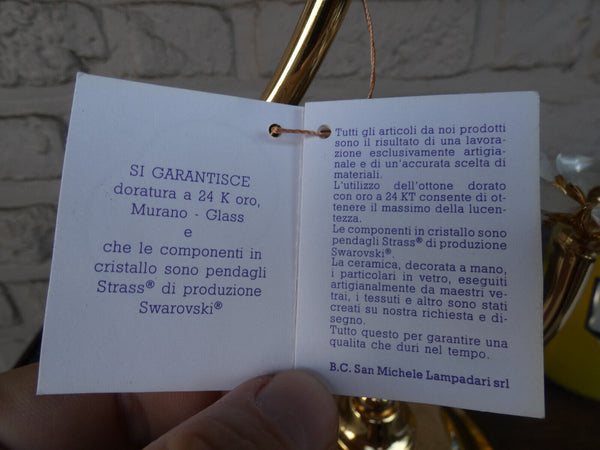 SI GARANTISCE
doratura a 24 K oro,
Murano - Glass
e
che le componenti in
cristallo sono pendagli
Strass® di produzione
Swarovski®
Tutti gli articoli da noi prodotti
sono il risultato di una lavora-
zione esclusivamente artigia-
nale e di un'accurata scelta di
materiali.
L'utilizzo dell'ottone dorato
con oro a 24 KT consente di ot-
tenere il massimo della lucen-
tezza.
Le componenti in cristallo sono
pendagli Strass® di produzione
Swarovski®
La ceramica, decorata a mano,
i particolari in vetro, eseguiti
artigianalmente da maestri ve-
trai, i tessuti e altro sono stati
creati su nostra richiesta e di-
segno.
Tutto questo per garantire una
qualita che duri nel tempo.
B.C. San Michele Lampadari srl